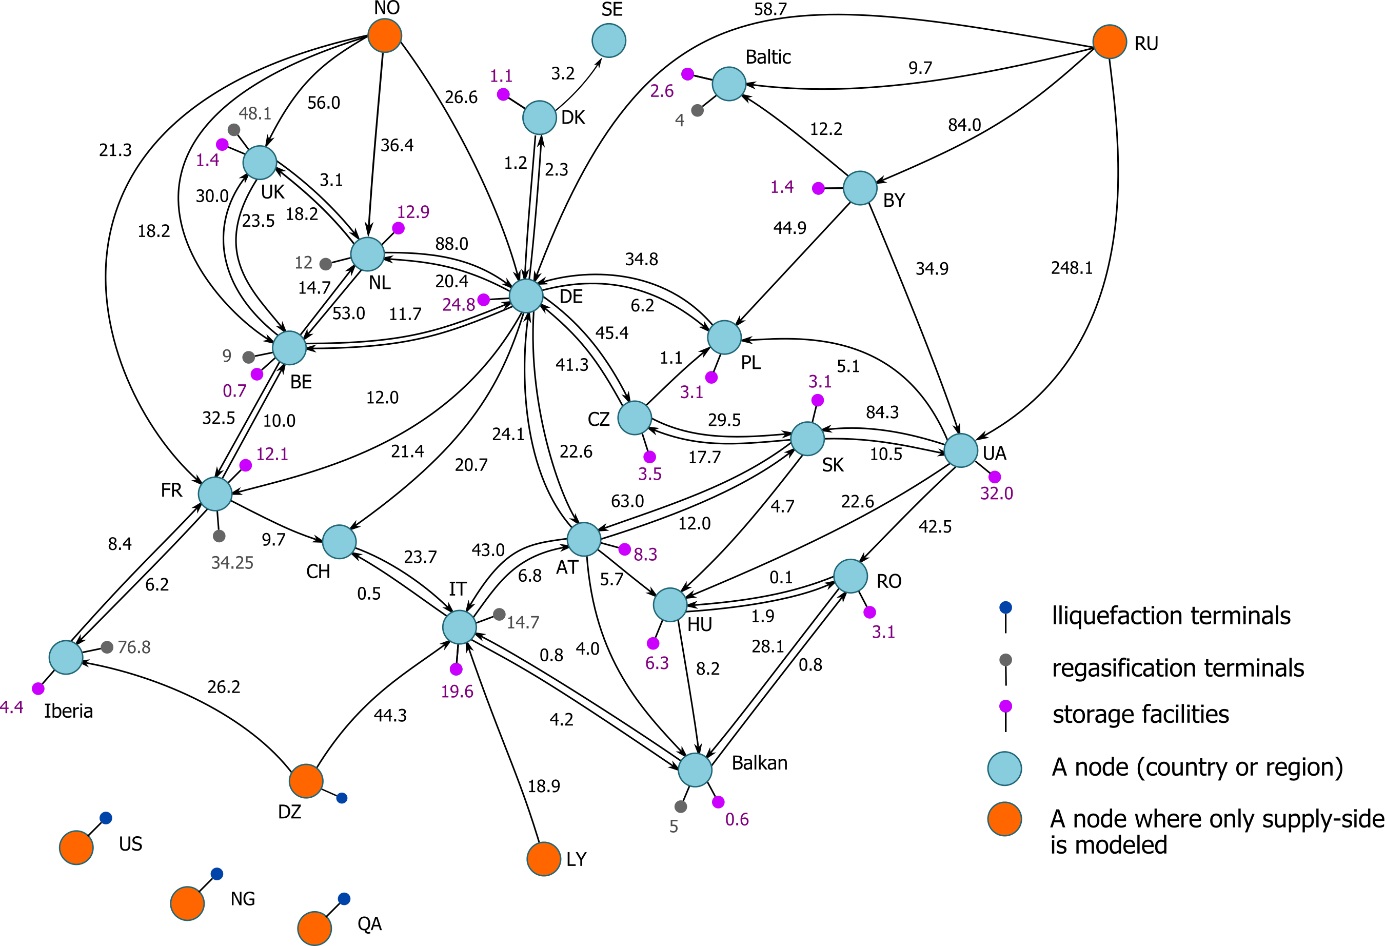 NO
SE
58.7
RU
Baltic
1.1
3.2
2.6
9.7
26.6
56.0
48.1
4
DK
12.2
84.0
21.3
36.4
1.4
1.2
2.3
3.1
UK
30.0
1.4
BY
18.2
23.5
12.9
44.9
18.2
88.0
34.8
12
NL
20.4
34.9
248.1
14.7
24.8
DE
6.2
53.0
11.7
45.4
9
BE
41.3
1.1
PL
5.1
0.7
12.0
3.1
3.1
32.5
10.0
CZ
29.5
84.3
24.1
12.1
21.4
22.6
17.7
10.5
UA
20.7
3.5
SK
FR
63.0
32.0
4.7
22.6
12.0
42.5
8.4
34.25
9.7
23.7
43.0
8.3
CH
AT
6.2
0.5
IT
6.8
5.7
0.1
RO
14.7
HU
1.9
lliquefaction terminals
76.8
0.8
4.0
28.1
3.1
6.3
0.8
8.2
regasification terminals
26.2
19.6
4.4
Iberia
44.3
4.2
storage facilities
Balkan
A node (country or region)
18.9
DZ
5
0.6
A node where only supply-side
is modeled
US
LY
NG
QA